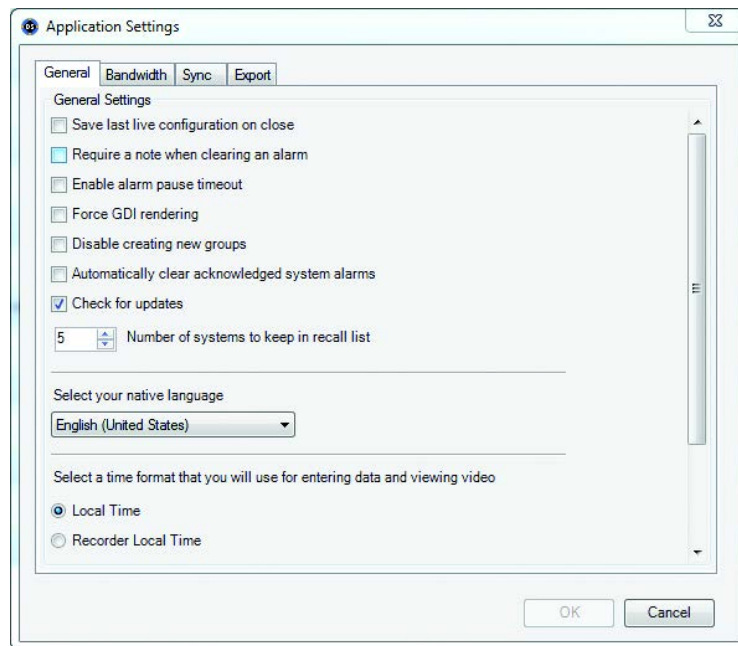 Application Settings
General Bandwidth Sync Export
General Settings
Save last live configuration on close
Require a note when clearing an alarm
Enable alarm pause timeout
Force GDI rendering
Disable creating new groups
Automatically clear acknowledged system alarms
Check for updates
5 Number of systems to keep in recall list
Select your native language
English (United States)
Select a time format that you will use for entering data and viewing video
Local Time
Recorder Local Time
OK Cancel